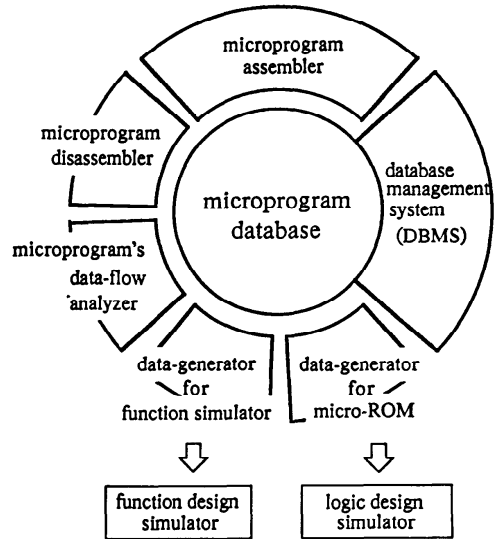 microprogram
assembler
microprogram
disassembler
microprogram
database
database
management
system
(DBMS)
microprogram's
data-flow
analyzer
data-generator
for
function simulator
data-generator
for
micro-ROM
function design
simulator
logic design
simulator